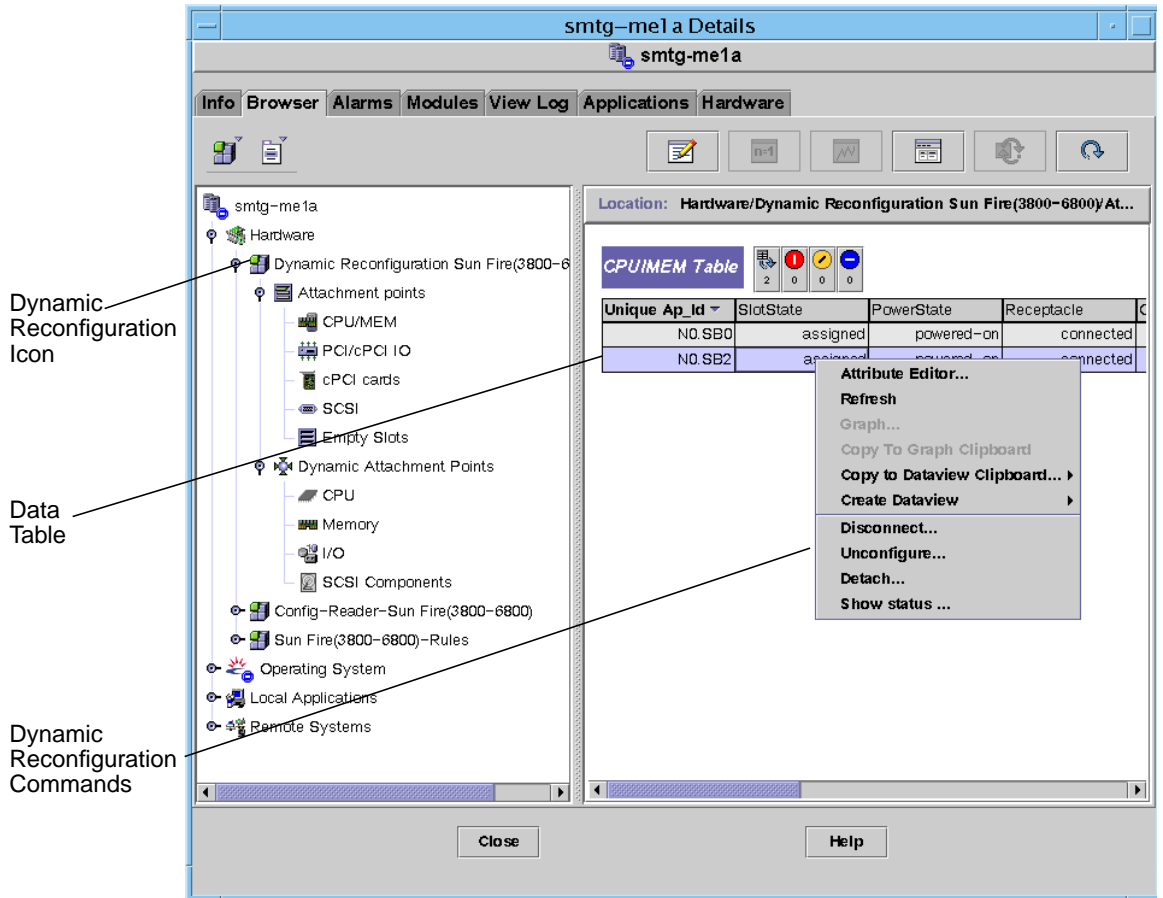 smtg-me1a Details
smtg-me1a
Info Browser Alarms Modules View Log Applications Hardware
n=1
smtg-me1a
Hardware
Dynamic Reconfiguration Sun Fire(3800-6
Attachment points
CPU/MEM
PCI/cPCI IO
cPCI cards
SCSI
Empty Slots
Dynamic Attachment Points
CPU
Memory
I/O
SCSI Components
Config-Reader-Sun Fire(3800-6800)
Sun Fire(3800-6800)-Rules
Operating System
Local Applications
Remote Systems
Location: Hardware/Dynamic Reconfiguration Sun Fire(3800-6800)/At...
CPU/MEM Table
2 0 0 0
Unique Ap_Id SlotState PowerState Receptacle
N0.SB0 assigned powered-on connected
N0.SB2 assigned powered-on connected
Attribute Editor...
Refresh
Graph...
Copy To Graph Clipboard
Copy to Dataview Clipboard...
Create Dataview
Disconnect...
Unconfigure...
Detach...
Show status ...
Close Help
Dynamic
Reconfiguration
Icon
Data
Table
Dynamic
Reconfiguration
Commands